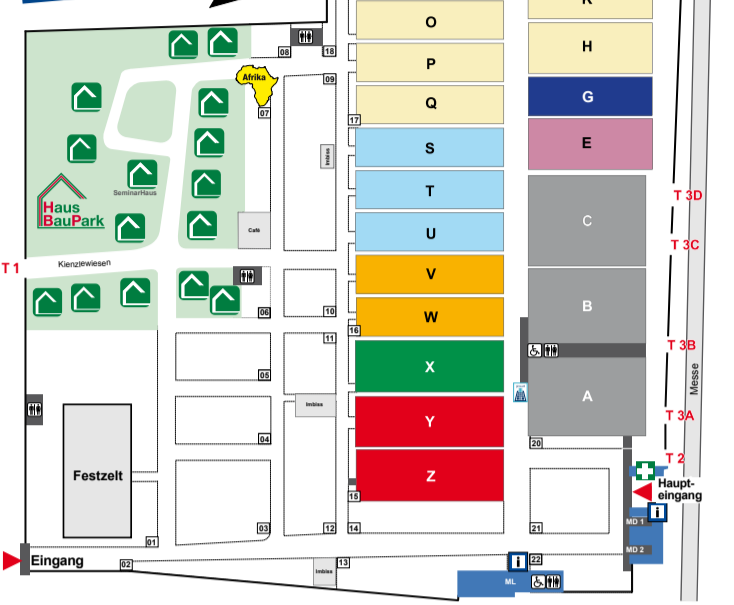 K
O
H
08
18
P
Afrika
09
G
Q
07
17
E
S
Imbiss
SeminarHaus
T
T 3D
Haus
BauPark
C
Café
U
T 3C
Kienzlewiesen
T 1
V
B
06
10
W
16
11
T 3B
X
05
Messe
A
Imbiss
T 3A
Y
04
20
T 2
Festzelt
Z
Haupt-
eingang
15
i
MD 1
03
12
14
21
01
MD 2
Eingang
02
13
i
22
Imbiss
ML